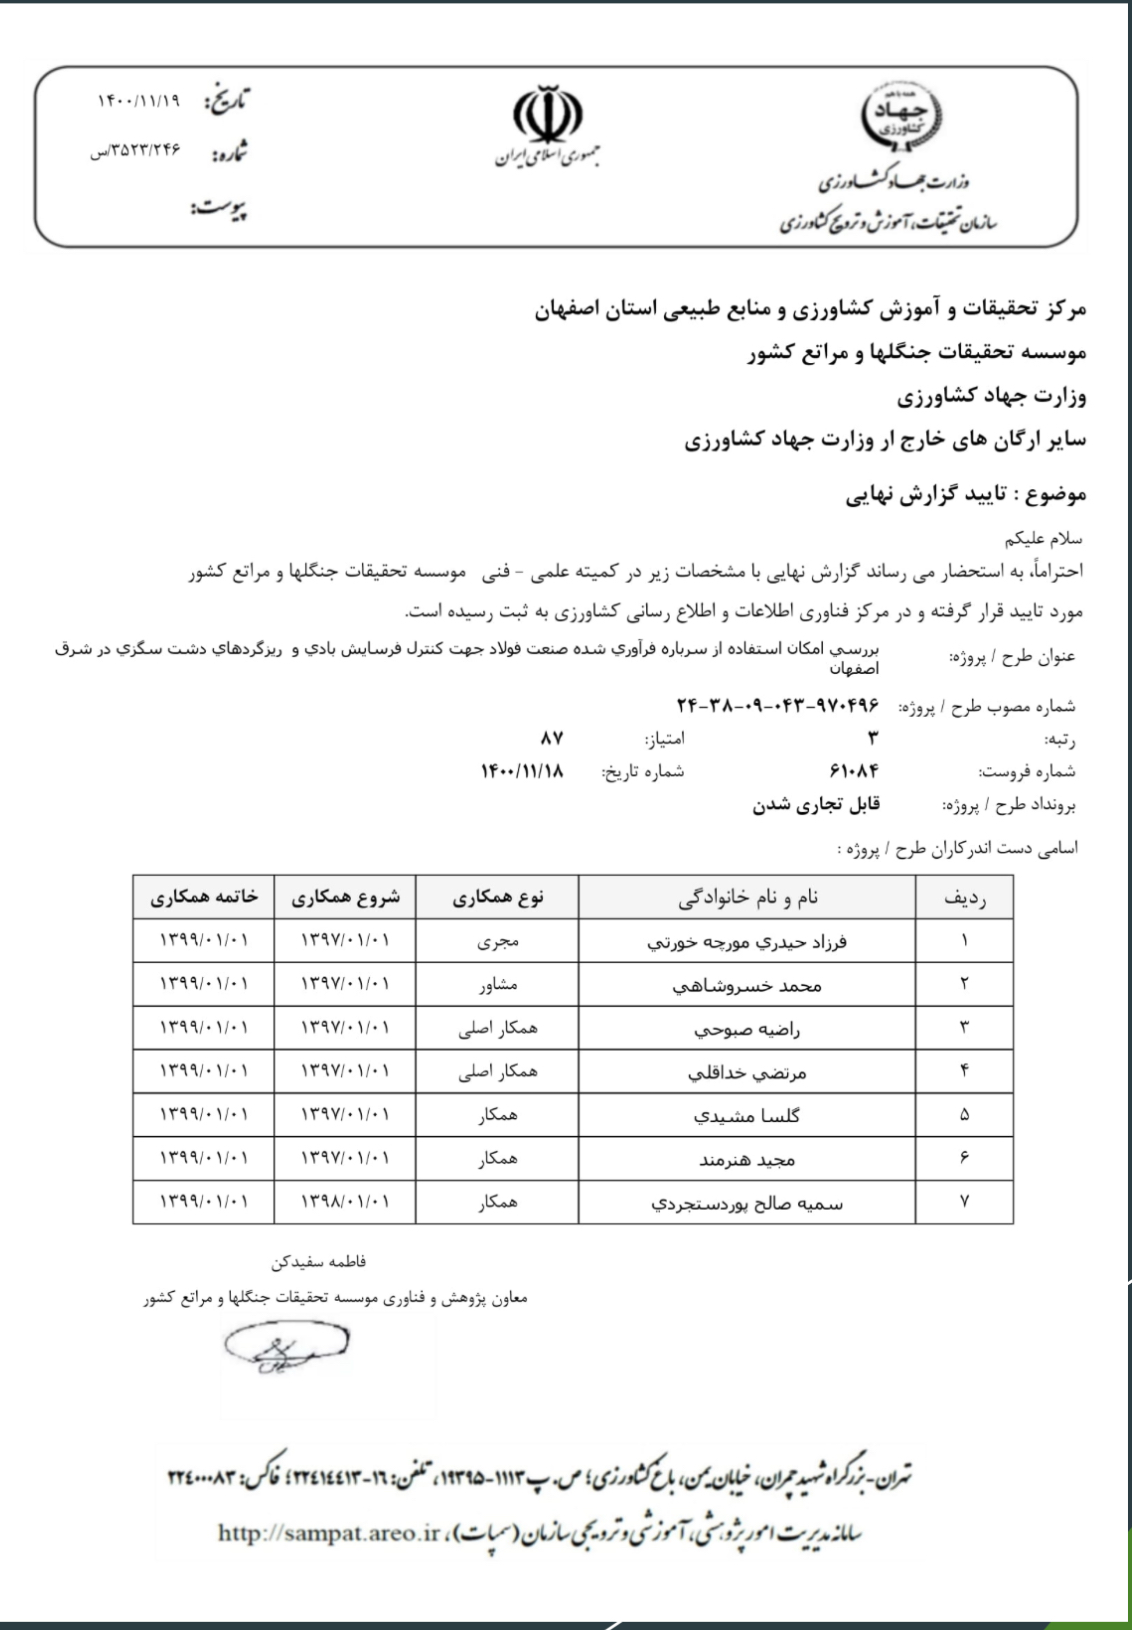 تاریخ: ۱۴۰۰/۱۱/۱۹
شماره: ۳۵۲۳/۲۴۶/س
پیوست:
جمهوری اسلامی ایران
همه با هم
جهاد
کشاورزی
وزارت جهاد کشاورزی
سازمان تحقیقات، آموزش و ترویج کشاورزی
مرکز تحقیقات و آموزش کشاورزی و منابع طبیعی استان اصفهان
موسسه تحقیقات جنگلها و مراتع کشور
وزارت جهاد کشاورزی
سایر ارگان های خارج ار وزارت جهاد کشاورزی
موضوع : تایید گزارش نهایی
سلام علیکم
احتراماً، به استحضار می رساند گزارش نهایی با مشخصات زیر در کمیته علمی - فنی موسسه تحقیقات جنگلها و مراتع کشور
مورد تایید قرار گرفته و در مرکز فناوری اطلاعات و اطلاع رسانی کشاورزی به ثبت رسیده است.
عنوان طرح / پروژه: بررسي امکان استفاده از سرباره فرآوري شده صنعت فولاد جهت کنترل فرسايش بادي و ريزگردهاي دشت سگزي در شرق
اصفهان
شماره مصوب طرح / پروژه: ۲۴-۳۸-۰۹-۰۴۳-۹۷۰۴۹۶
رتبه: ۳ امتیاز: ۸۷
شماره فروست: ۶۱۰۸۴ شماره تاریخ: ۱۴۰۰/۱۱/۱۸
برونداد طرح / پروژه: قابل تجاری شدن
اسامی دست اندرکاران طرح / پروژه :
ردیف نام و نام خانوادگی نوع همکاری شروع همکاری خاتمه همکاری
۱ فرزاد حيدري مورچه خورتي مجری ۱۳۹۷/۰۱/۰۱ ۱۳۹۹/۰۱/۰۱
۲ محمد خسروشاهي مشاور ۱۳۹۷/۰۱/۰۱ ۱۳۹۹/۰۱/۰۱
۳ راضيه صبوحي همکار اصلی ۱۳۹۷/۰۱/۰۱ ۱۳۹۹/۰۱/۰۱
۴ مرتضي خداقلي همکار اصلی ۱۳۹۷/۰۱/۰۱ ۱۳۹۹/۰۱/۰۱
۵ گلسا مشيدي همکار ۱۳۹۷/۰۱/۰۱ ۱۳۹۹/۰۱/۰۱
۶ مجيد هنرمند همکار ۱۳۹۷/۰۱/۰۱ ۱۳۹۹/۰۱/۰۱
۷ سميه صالح پوردستجردي همکار ۱۳۹۸/۰۱/۰۱ ۱۳۹۹/۰۱/۰۱
فاطمه سفیدکن
معاون پژوهش و فناوری موسسه تحقیقات جنگلها و مراتع کشور
تهران - بزرگراه شهید چمران، خیابان یمن، باغ کشاورزی؛ ص. پ ۱۱۱۳-۱۹۳۹۵، تلفن: ۱۶-۲۲۴۱۴۴۱۳؛ فاکس: ۲۲۴۰۰۰۸۳
سامانه مدیریت امور پژوهشی، آموزشی و ترویجی سازمان (سمپات)، http://sampat.areo.ir